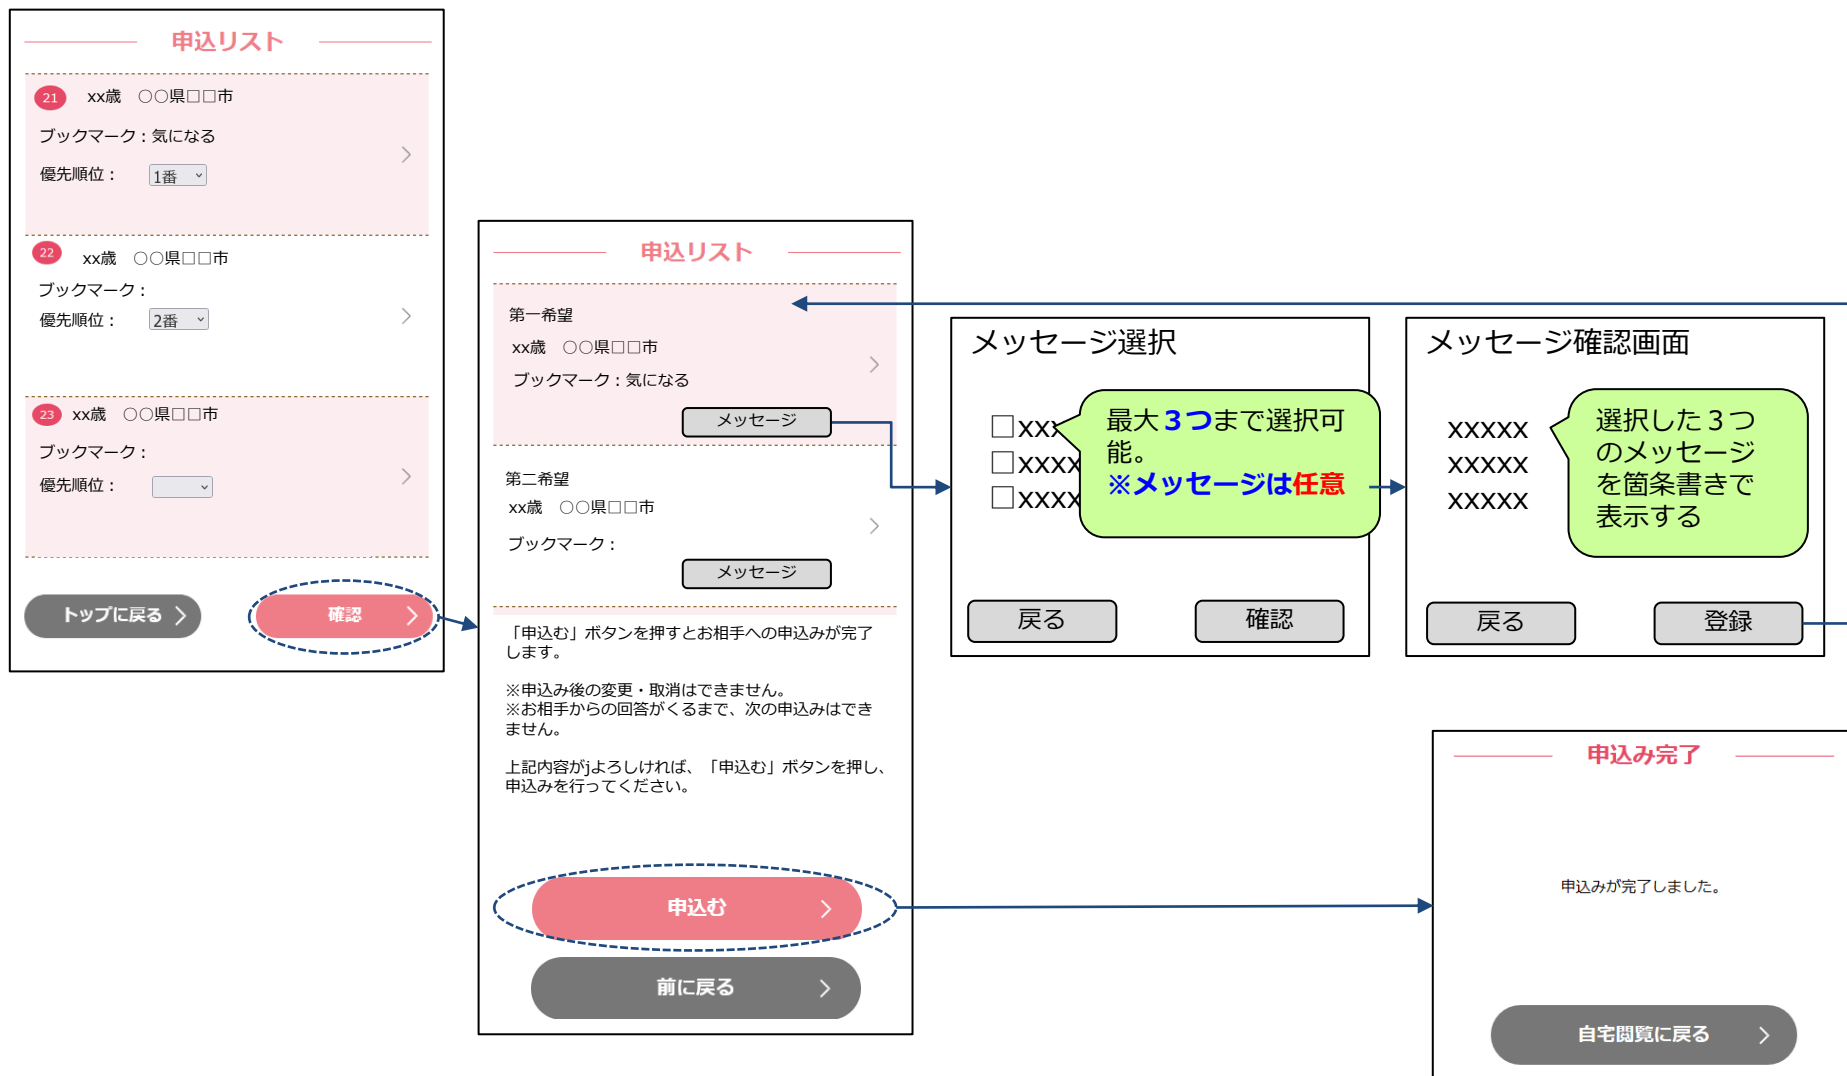 申込リスト
21 xx歳 ○○県□□市
ブックマーク：気になる
優先順位： 1番
22 xx歳 ○○県□□市
ブックマーク：
優先順位： 2番
23 xx歳 ○○県□□市
ブックマーク：
優先順位：
トップに戻る
確認
申込リスト
第一希望
xx歳 ○○県□□市
ブックマーク：気になる
メッセージ
第二希望
xx歳 ○○県□□市
ブックマーク：
メッセージ
「申込む」ボタンを押すとお相手への申込みが完了
します。
※申込み後の変更・取消はできません。
※お相手からの回答がくるまで、次の申込みはでき
ません。
上記内容がjよろしければ、「申込む」ボタンを押し、
申込みを行ってください。
申込む
前に戻る
メッセージ選択
□xxx
□xxxx
□xxxx
最大３つまで選択可
能。
※メッセージは任意
戻る
確認
メッセージ確認画面
xxxxx
xxxxx
xxxxx
選択した３つ
のメッセージ
を箇条書きで
表示する
戻る
登録
申込み完了
申込みが完了しました。
自宅閲覧に戻る